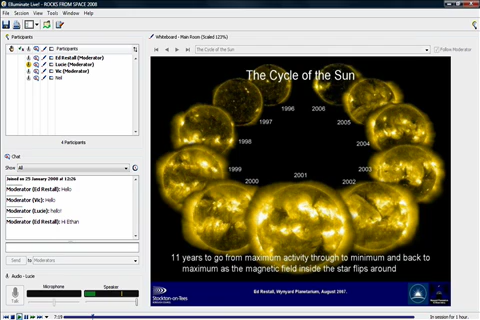 Elluminate Live! - ROCKS FROM SPACE 2008
File Session View Tools Window Help
Participants
Participants
Ed Restall (Moderator)
Lucie (Moderator)
Vic (Moderator)
Neil
4 Participants
Chat
Show All
Joined on 25 January 2008 at 12:26
Moderator (Ed Restall): Hello
Moderator (Vic): Hello
Moderator (Lucie): hello!
Moderator (Ed Restall): Hi Ethan
Send to Moderators
Audio - Lucie
Microphone Speaker
Talk
Whiteboard - Main Room (Scaled 123%)
The Cycle of the Sun
Follow Moderator
The Cycle of the Sun
1996 2006
1997 2005
1998 2004
1999 2003
2000 2001 2002
11 years to go from maximum activity through to minimum and back to
maximum as the magnetic field inside the star flips around
Stockton-on-Tees
Ed Restall, Wynyard Planetarium, August 2007.
7:19
In session for 1 hour.